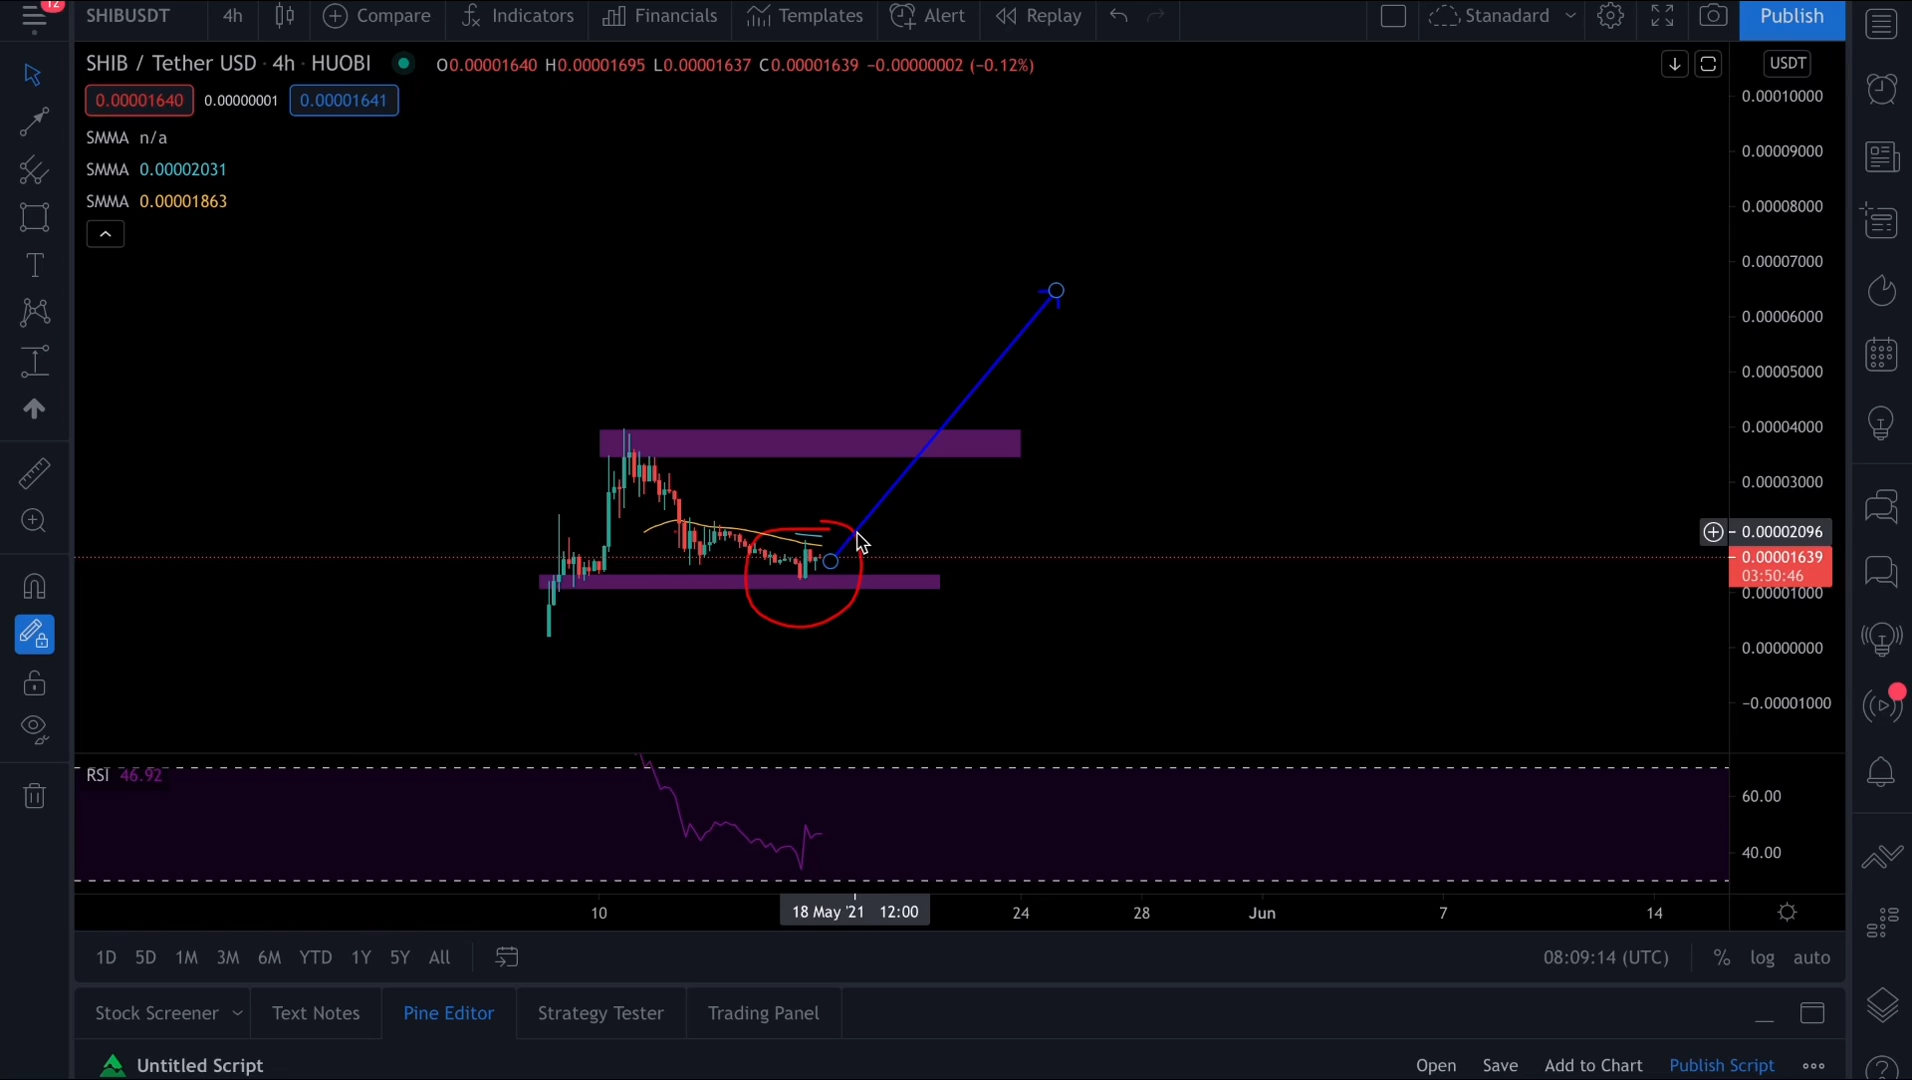 12
SHIBUSDT 4h Compare Indicators Financials Templates Alert Replay Stanadard Publish
SHIB / Tether USD · 4h · HUOBI O0.00001640 H0.00001695 L0.00001637 C0.00001639 −0.00000002 (−0.12%) USDT
0.00001640 0.00000001 0.00001641
SMMA n/a
SMMA 0.00002031
SMMA 0.00001863
0.00010000
0.00009000
0.00008000
0.00007000
0.00006000
0.00005000
0.00004000
0.00003000
0.00002096
0.00001639
03:50:46
0.00001000
0.00000000
−0.00001000
RSI 46.92
60.00
40.00
10 18 May '21 12:00 24 28 Jun 7 14
1D 5D 1M 3M 6M YTD 1Y 5Y All 08:09:14 (UTC) % log auto
Stock Screener Text Notes Pine Editor Strategy Tester Trading Panel
Untitled Script Open Save Add to Chart Publish Script